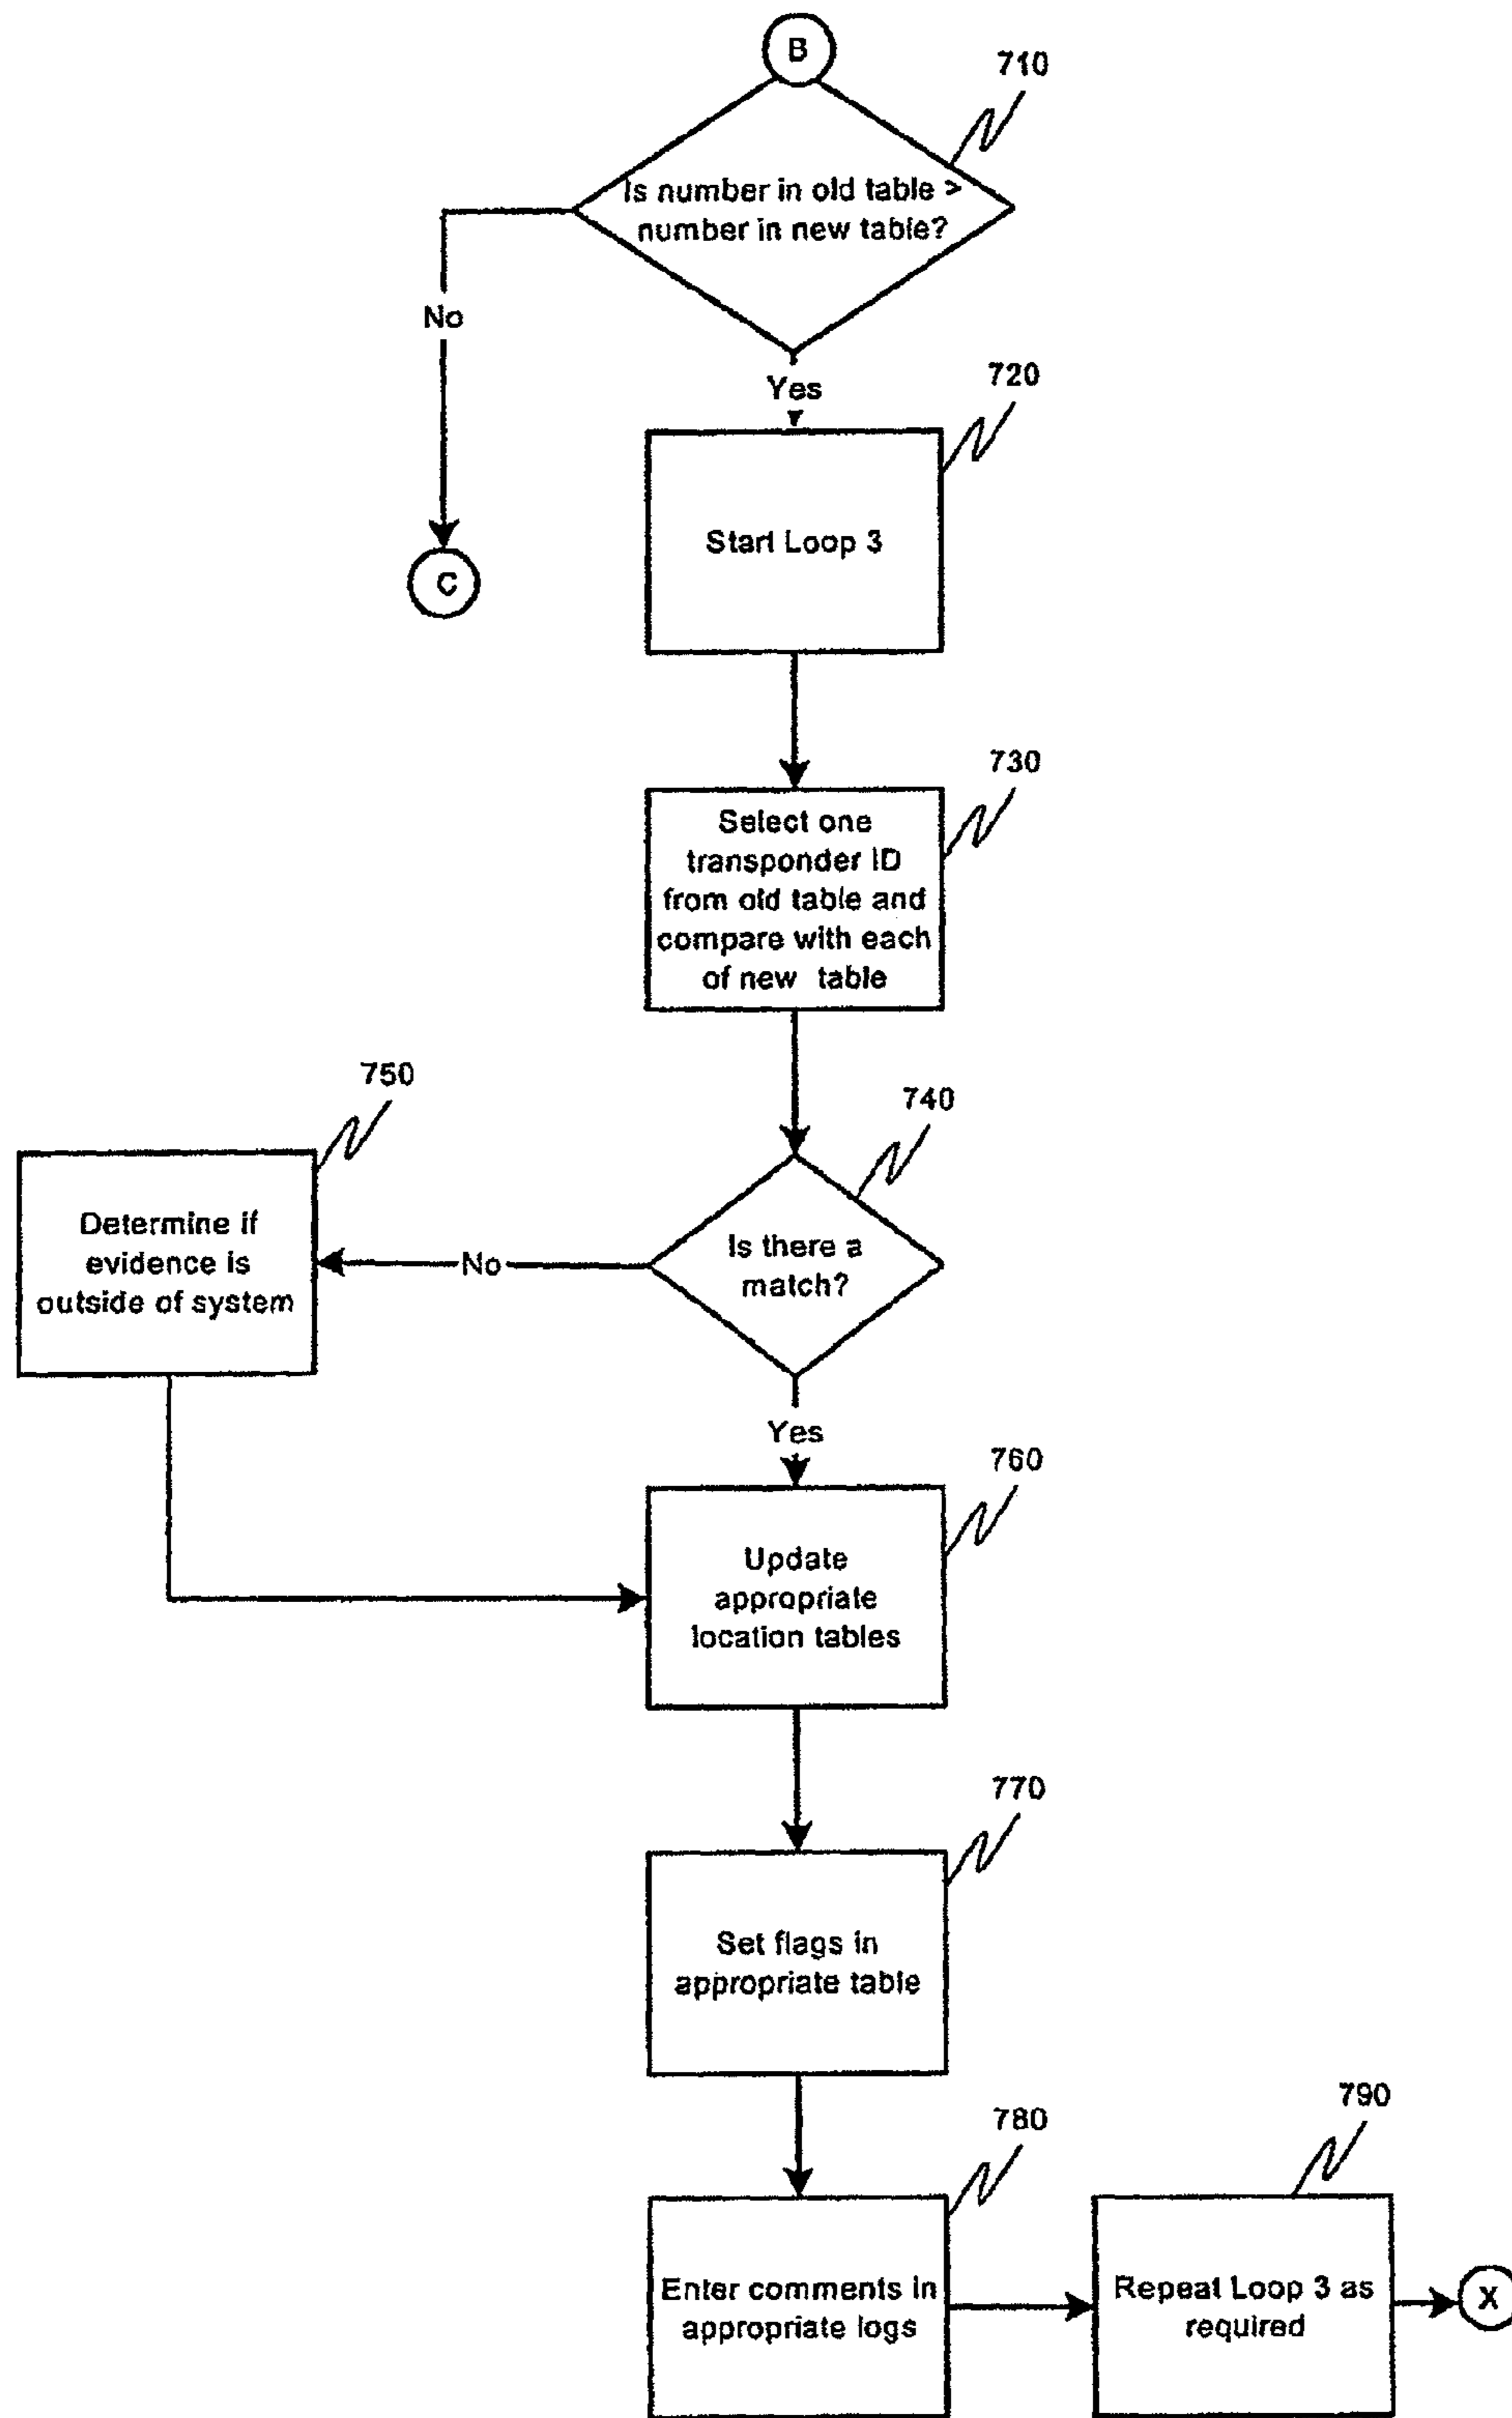 B
710
Is number in old table >
number in new table?
No
Yes
720
Start Loop 3
C
730
Select one
transponder ID
from old table and
compare with each
of new table
750
740
Determine if
evidence is
outside of system
No
Is there a
match?
Yes
760
Update
appropriate
location tables
770
Set flags in
appropriate table
780
790
Enter comments in
appropriate logs
Repeat Loop 3 as
required
X